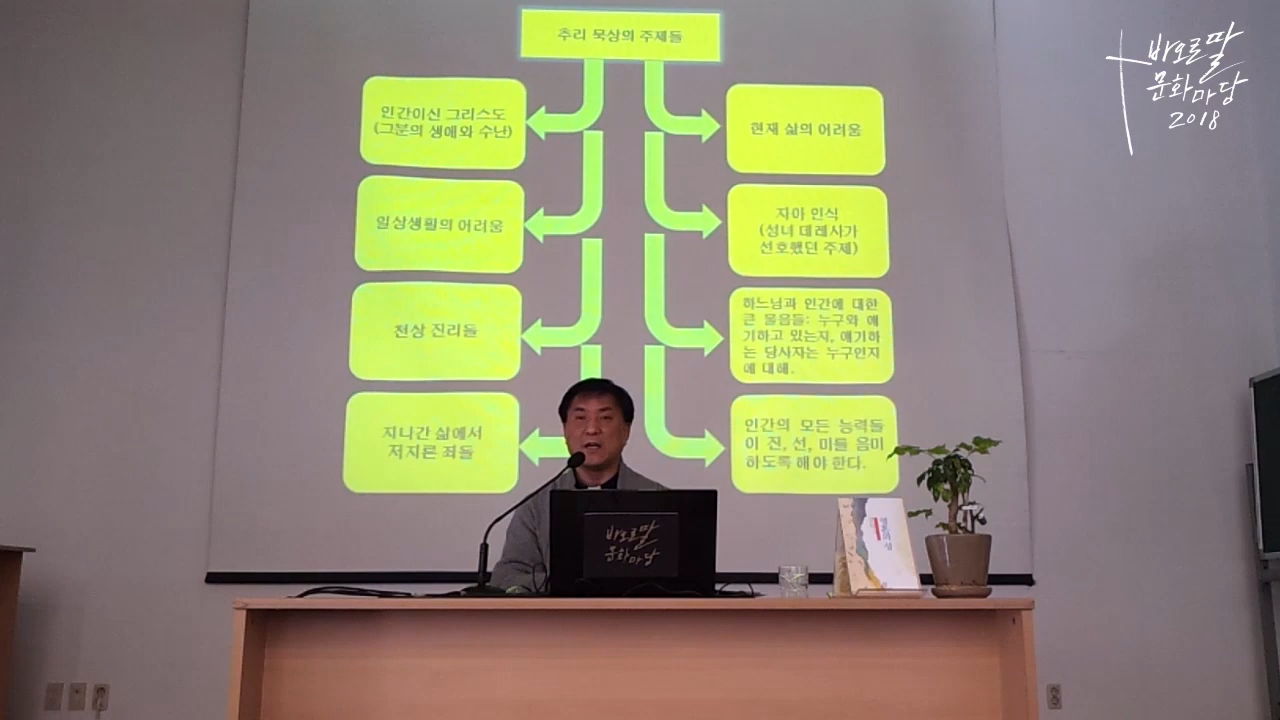 추리 묵상의 주제들
인간이신 그리스도
(그분의 생애와 수난)
일상생활의 어려움
천상 진리들
지나간 삶에서
저지른 죄들
현재 삶의 어려움
자아 인식
(성녀 데레사가
선호했던 주제)
하느님과 인간에 대한
큰 물음들: 누구와 얘
기하고 있는지, 얘기하
는 당사자는 누구인지
에 대해.
인간의 모든 능력들
이 진, 선, 미를 음미
하도록 해야 한다.
바오로딸
문화마당
2018
바오로딸
문화마당